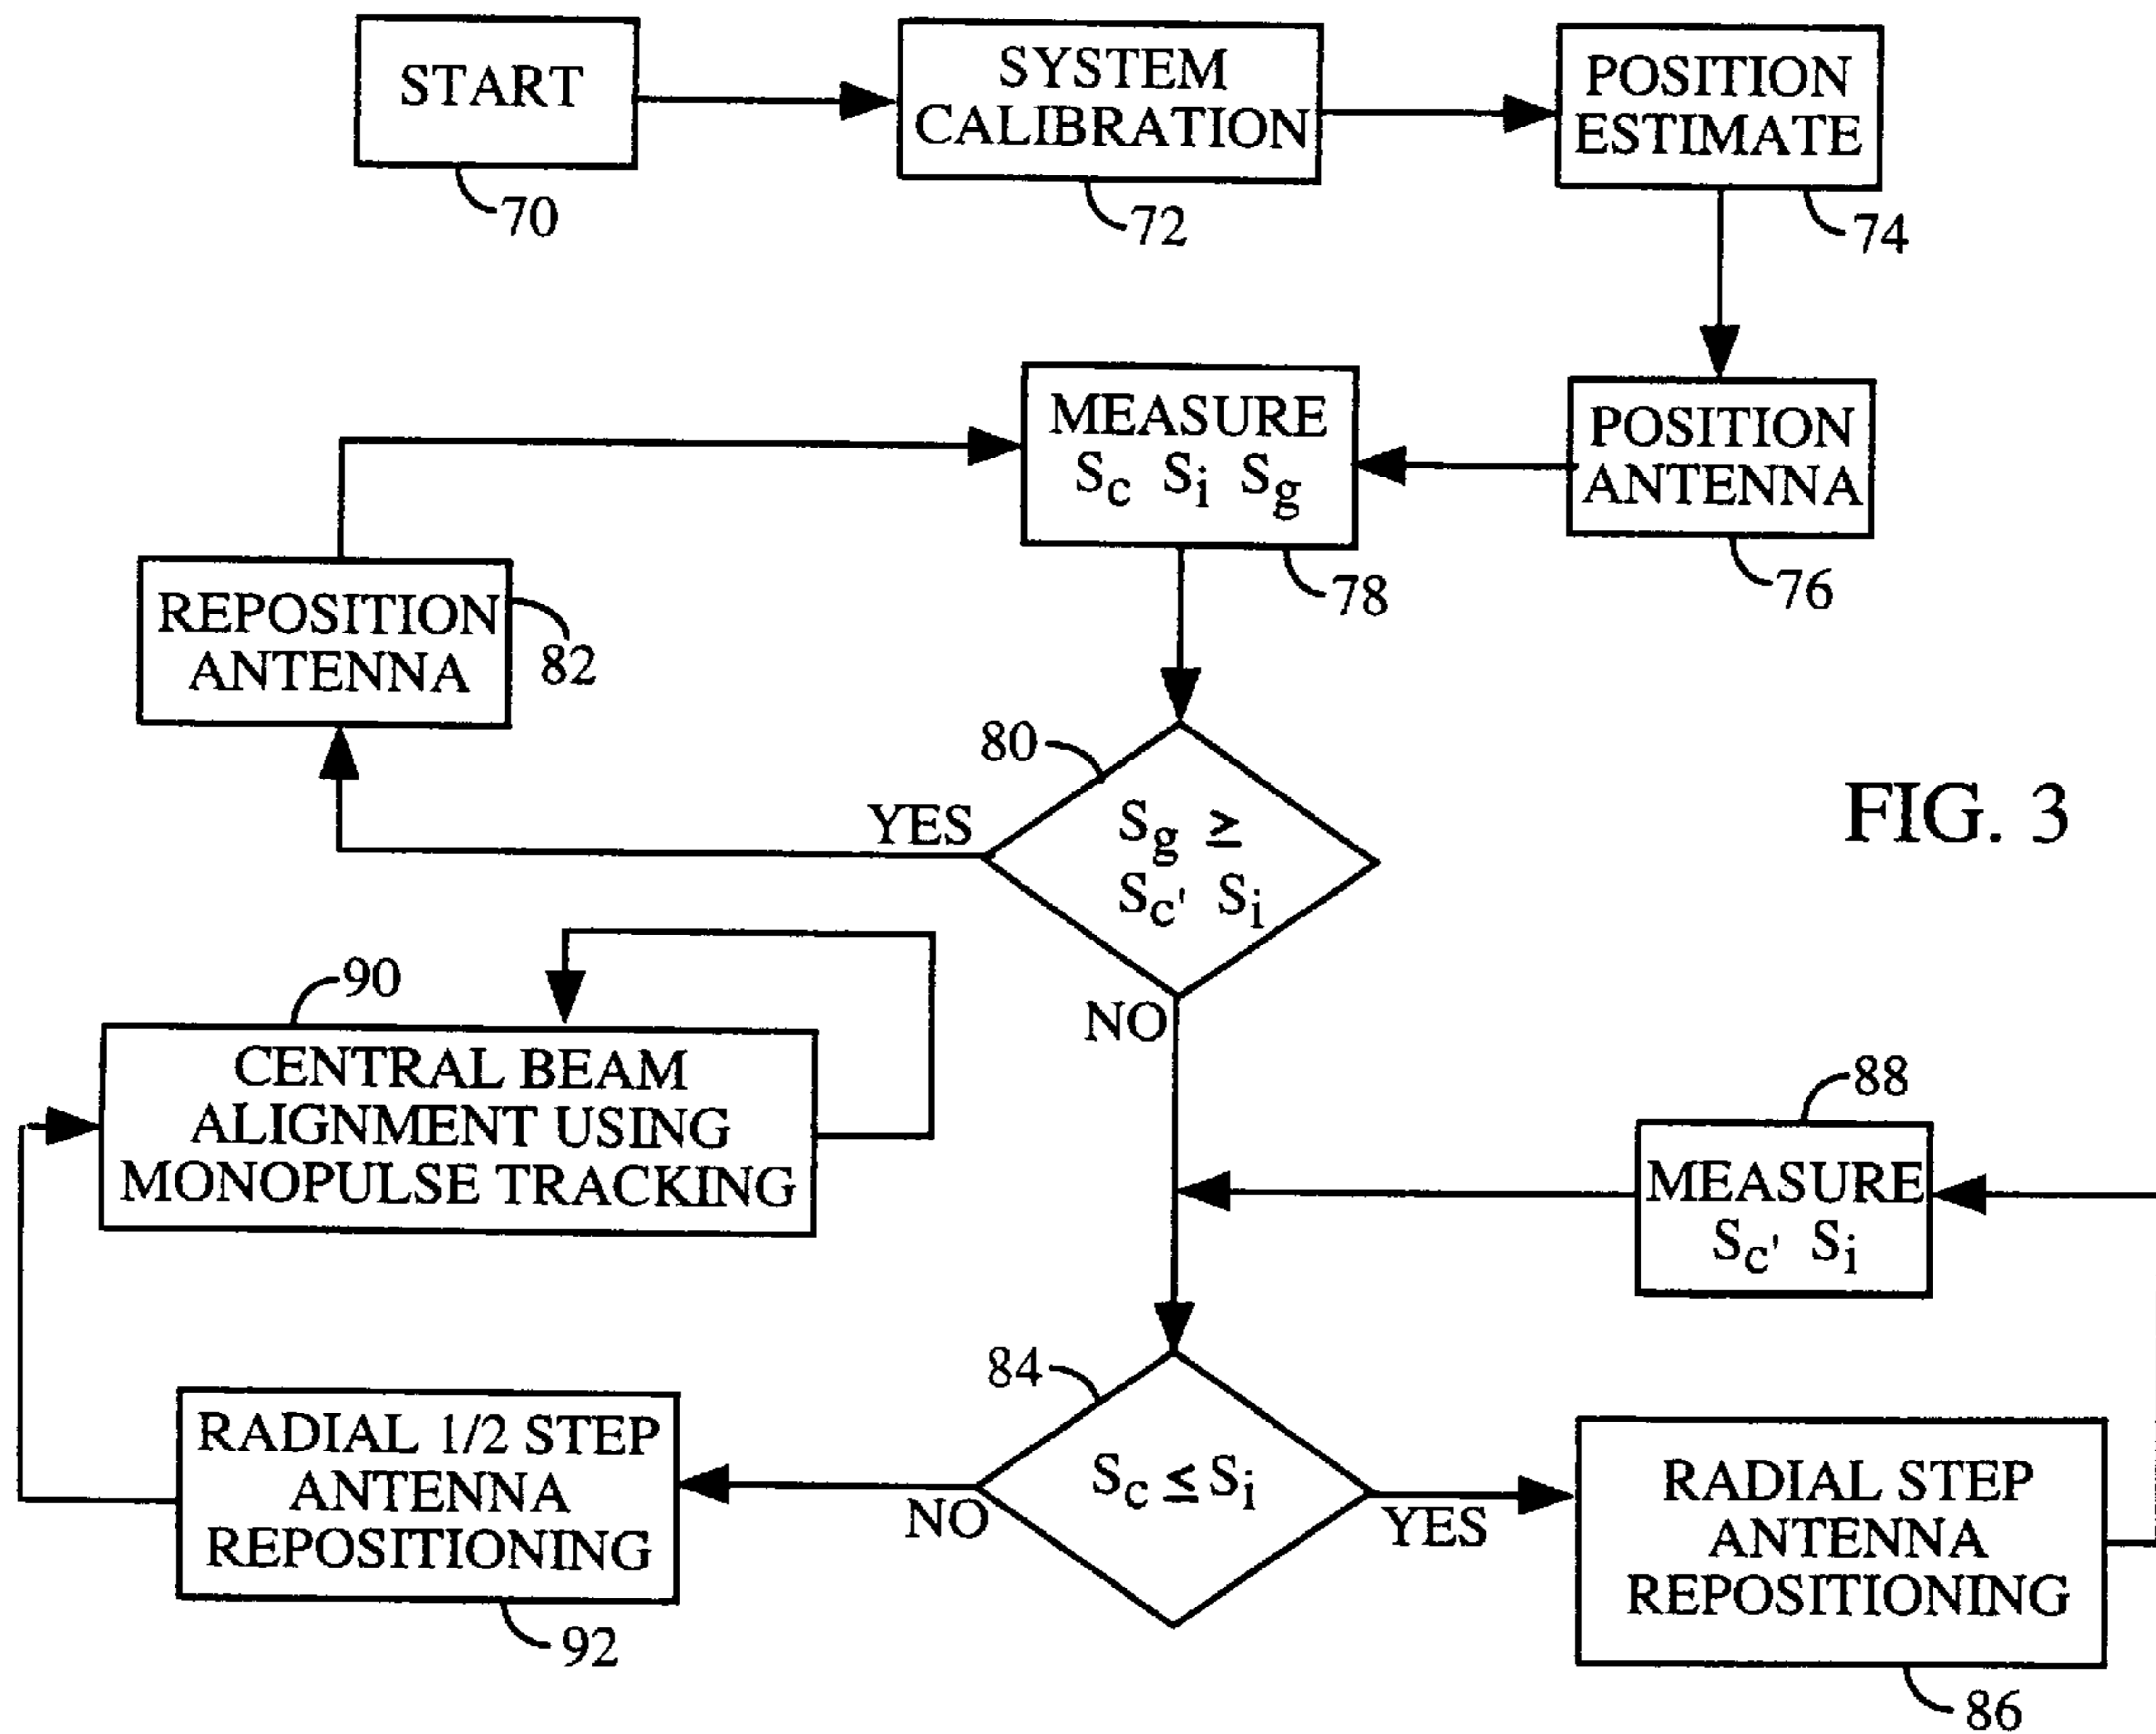 START
70
SYSTEM
CALIBRATION
72
POSITION
ESTIMATE
74
MEASURE
Sc Si Sg
78
POSITION
ANTENNA
76
REPOSITION
ANTENNA
82
80
YES
Sg ≥
Sc' Si
NO
FIG. 3
90
CENTRAL BEAM
ALIGNMENT USING
MONOPULSE TRACKING
88
MEASURE
Sc' Si
84
Sc ≤ Si
NO
YES
RADIAL 1/2 STEP
ANTENNA
REPOSITIONING
92
RADIAL STEP
ANTENNA
REPOSITIONING
86